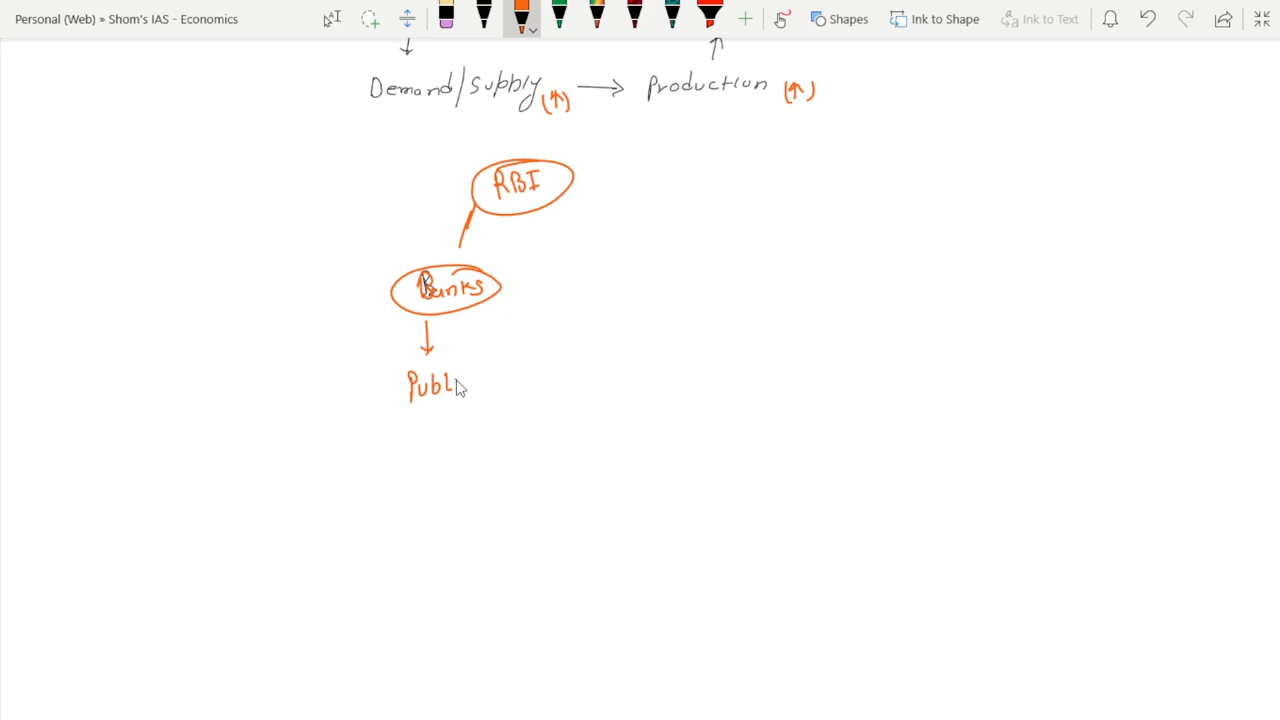 Personal (Web) » Shom's IAS - Economics Shapes Ink to Shape Ink to Text
Demand/Supply (↑) → Production (↑)
RBI
Banks
Publ